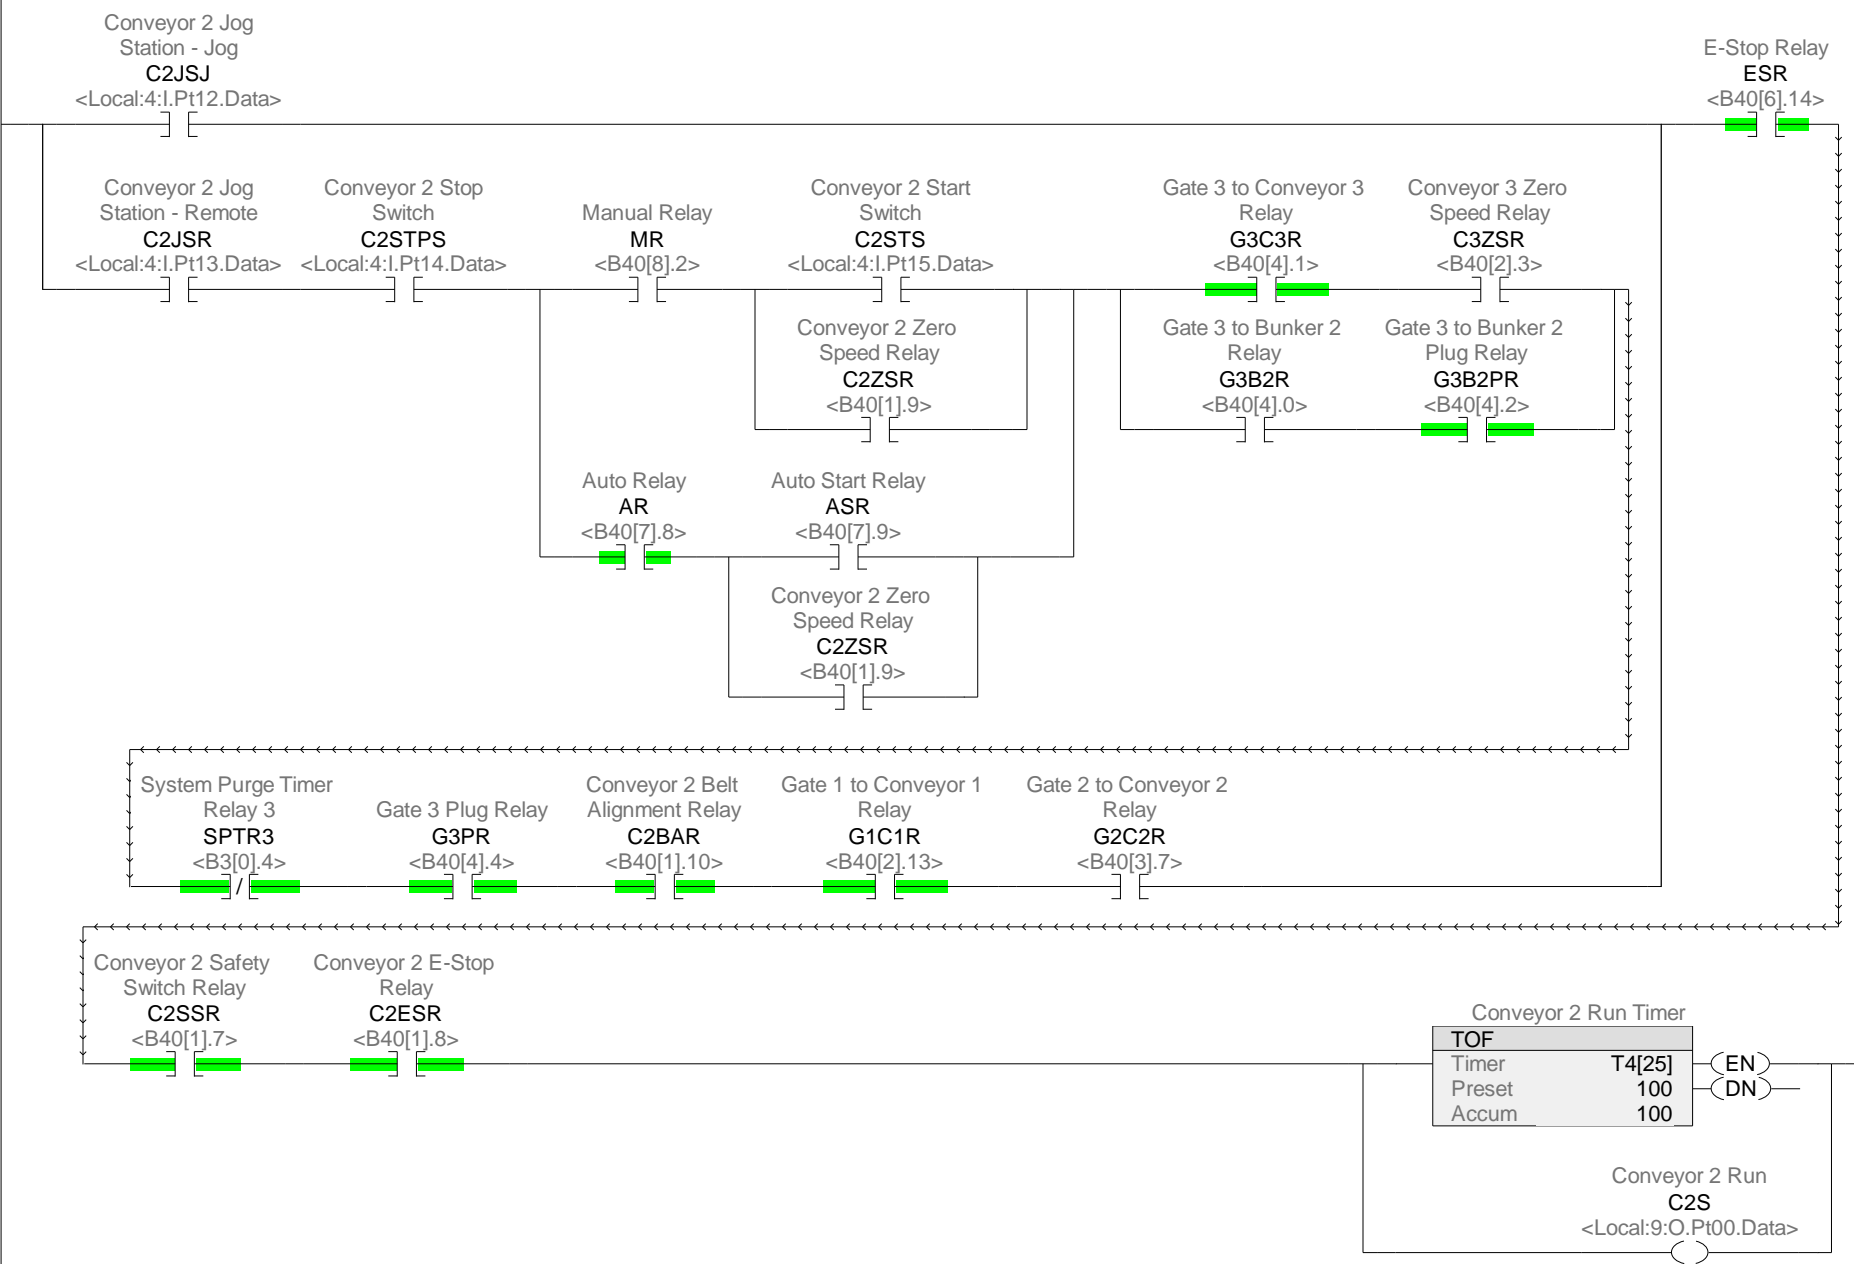 Conveyor 2 Jog
Station - Jog
C2JSJ
<Local:4:I.Pt12.Data>
E-Stop Relay
ESR
<B40[6].14>
Conveyor 2 Jog
Station - Remote
C2JSR
<Local:4:I.Pt13.Data>
Conveyor 2 Stop
Switch
C2STPS
<Local:4:I.Pt14.Data>
Manual Relay
MR
<B40[8].2>
Conveyor 2 Start
Switch
C2STS
<Local:4:I.Pt15.Data>
Gate 3 to Conveyor 3
Relay
G3C3R
<B40[4].1>
Conveyor 3 Zero
Speed Relay
C3ZSR
<B40[2].3>
Conveyor 2 Zero
Speed Relay
C2ZSR
<B40[1].9>
Gate 3 to Bunker 2
Relay
G3B2R
<B40[4].0>
Gate 3 to Bunker 2
Plug Relay
G3B2PR
<B40[4].2>
Auto Relay
AR
<B40[7].8>
Auto Start Relay
ASR
<B40[7].9>
Conveyor 2 Zero
Speed Relay
C2ZSR
<B40[1].9>
System Purge Timer
Relay 3
SPTR3
<B3[0].4>
/
Gate 3 Plug Relay
G3PR
<B40[4].4>
Conveyor 2 Belt
Alignment Relay
C2BAR
<B40[1].10>
Gate 1 to Conveyor 1
Relay
G1C1R
<B40[2].13>
Gate 2 to Conveyor 2
Relay
G2C2R
<B40[3].7>
Conveyor 2 Safety
Switch Relay
C2SSR
<B40[1].7>
Conveyor 2 E-Stop
Relay
C2ESR
<B40[1].8>
Conveyor 2 Run Timer
TOF
Timer T4[25]
Preset 100
Accum 100
EN
DN
Conveyor 2 Run
C2S
<Local:9:O.Pt00.Data>